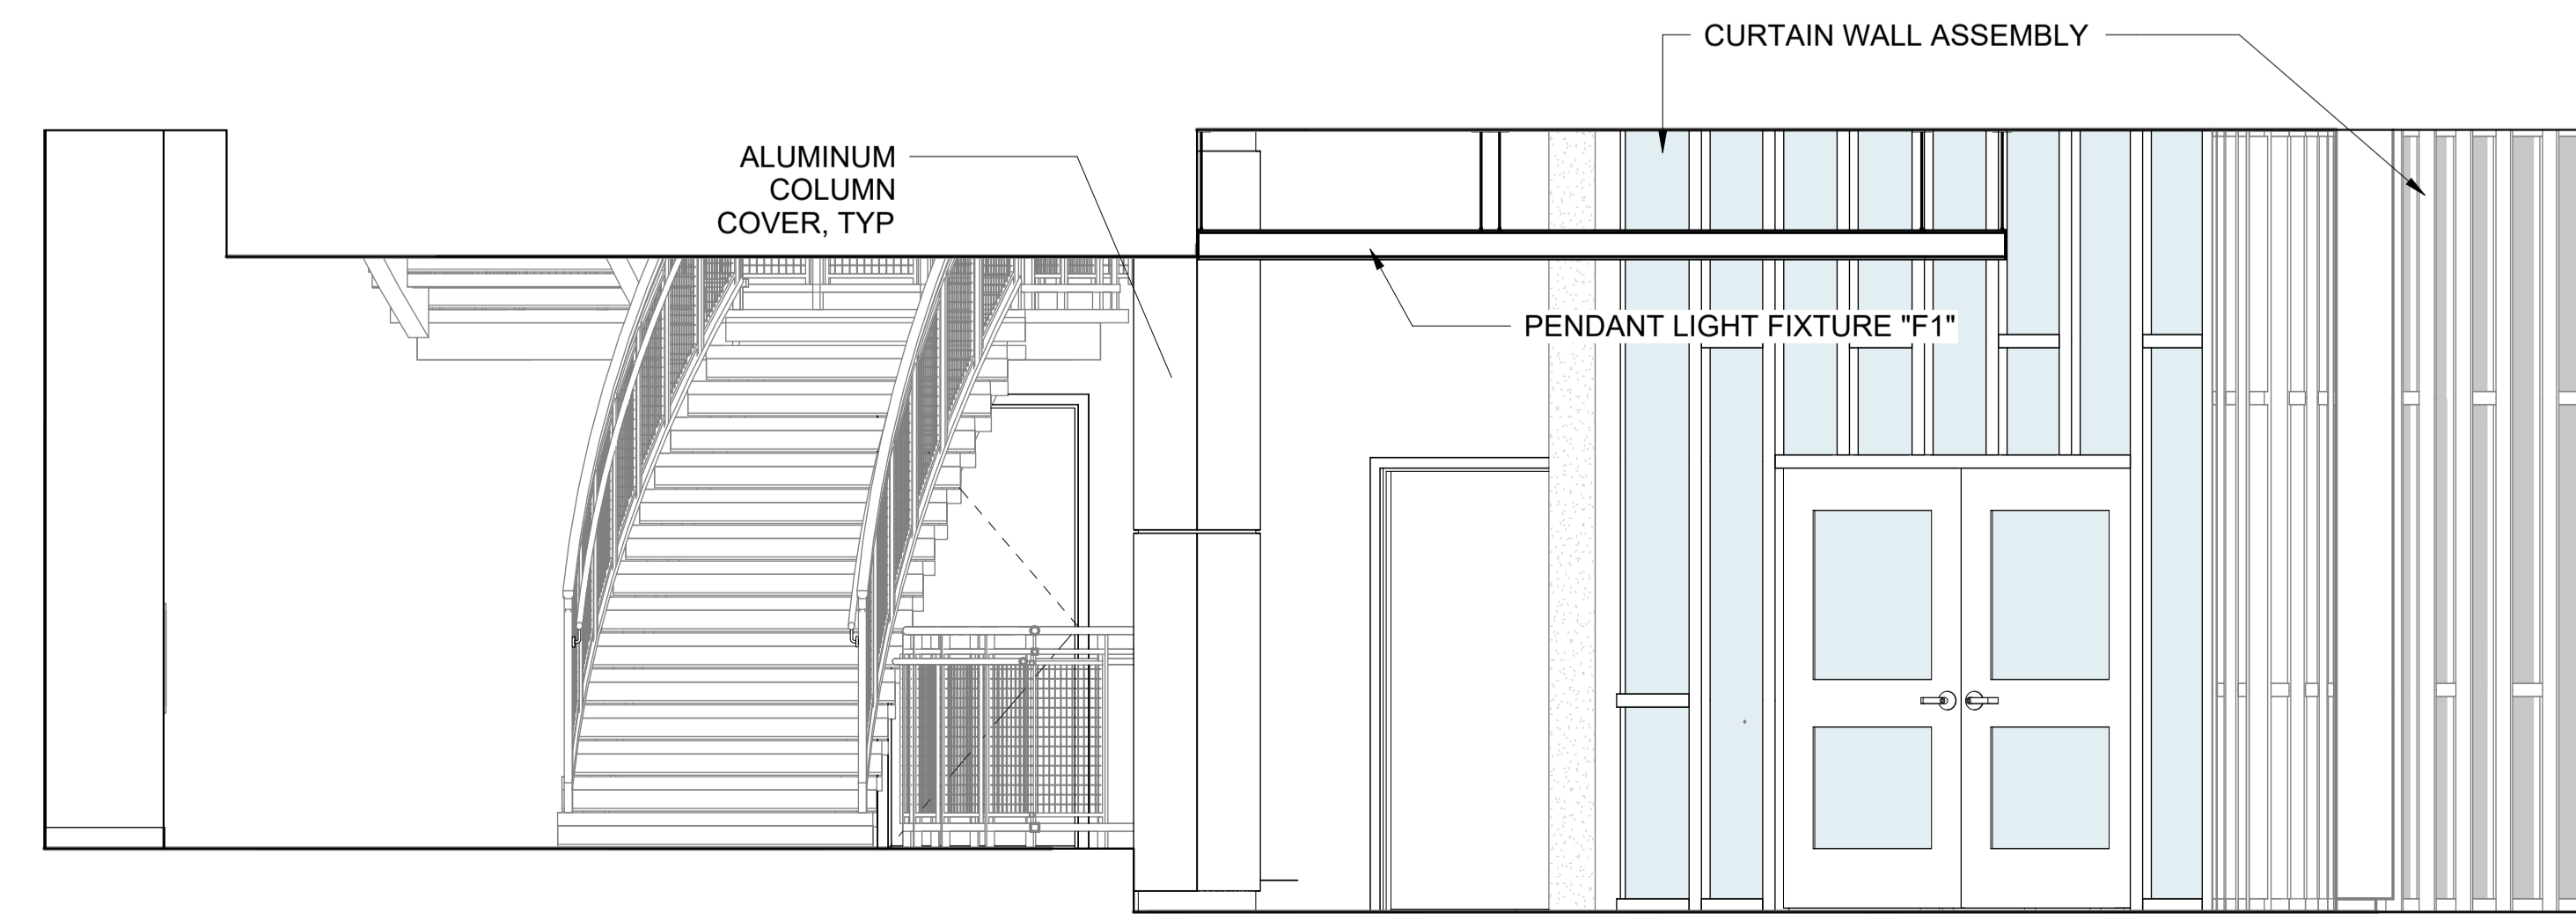 CURTAIN WALL ASSEMBLY
ALUMINUM
COLUMN
COVER, TYP
PENDANT LIGHT FIXTURE "F1"